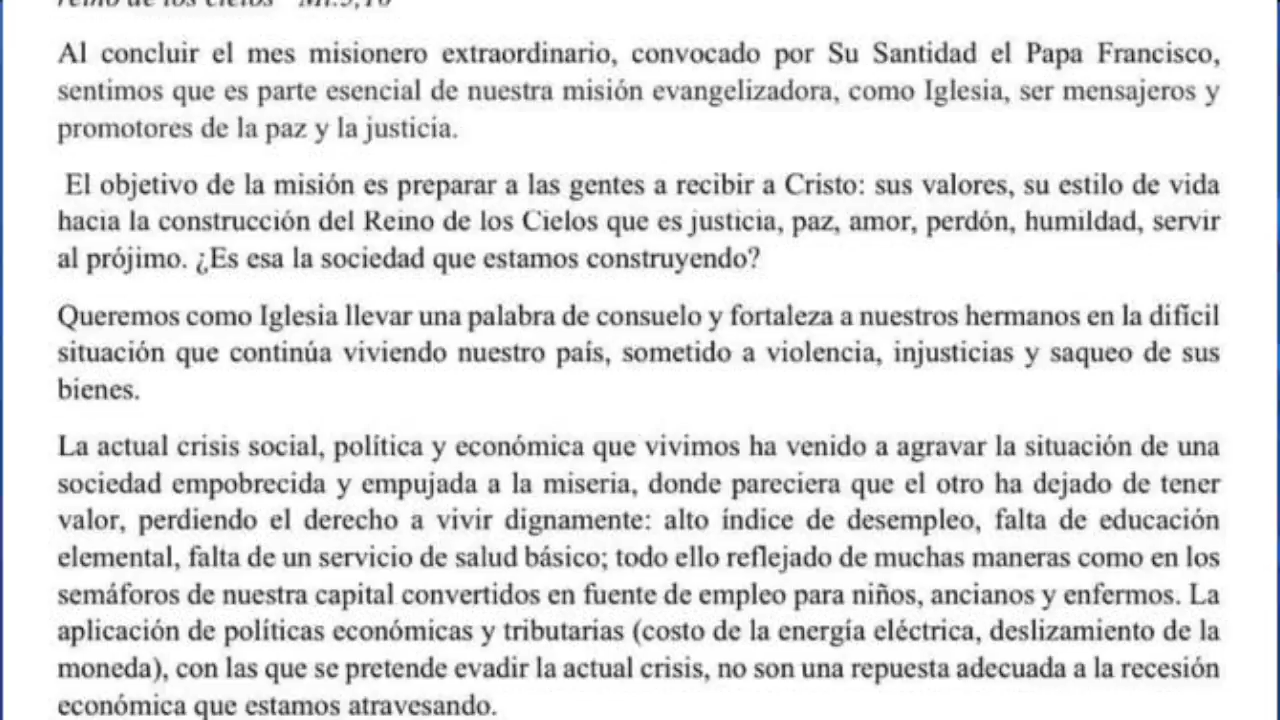 reino de los cielos" Mt.5,10
Al concluir el mes misionero extraordinario, convocado por Su Santidad el Papa Francisco,
sentimos que es parte esencial de nuestra misión evangelizadora, como Iglesia, ser mensajeros y
promotores de la paz y la justicia.
El objetivo de la misión es preparar a las gentes a recibir a Cristo: sus valores, su estilo de vida
hacia la construcción del Reino de los Cielos que es justicia, paz, amor, perdón, humildad, servir
al prójimo. ¿Es esa la sociedad que estamos construyendo?
Queremos como Iglesia llevar una palabra de consuelo y fortaleza a nuestros hermanos en la difícil
situación que continúa viviendo nuestro país, sometido a violencia, injusticias y saqueo de sus
bienes.
La actual crisis social, política y económica que vivimos ha venido a agravar la situación de una
sociedad empobrecida y empujada a la miseria, donde pareciera que el otro ha dejado de tener
valor, perdiendo el derecho a vivir dignamente: alto índice de desempleo, falta de educación
elemental, falta de un servicio de salud básico; todo ello reflejado de muchas maneras como en los
semáforos de nuestra capital convertidos en fuente de empleo para niños, ancianos y enfermos. La
aplicación de políticas económicas y tributarias (costo de la energía eléctrica, deslizamiento de la
moneda), con las que se pretende evadir la actual crisis, no son una repuesta adecuada a la recesión
económica que estamos atravesando.